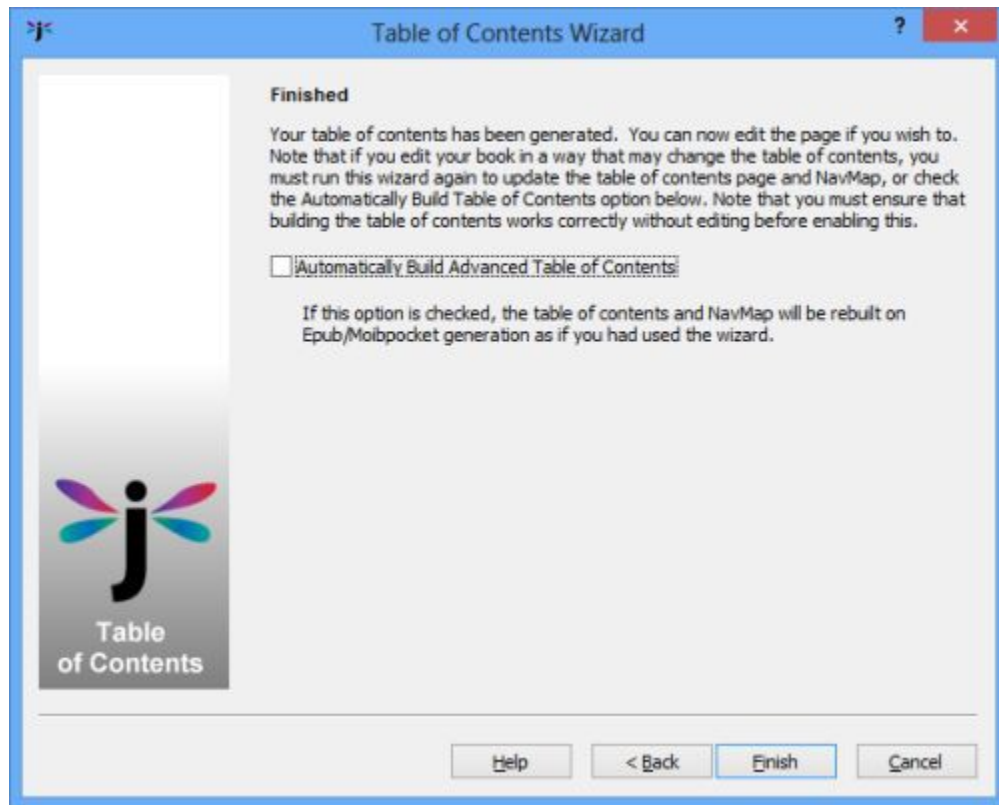 Table of Contents Wizard
?
Finished
Your table of contents has been generated. You can now edit the page if you wish to.
Note that if you edit your book in a way that may change the table of contents, you
must run this wizard again to update the table of contents page and NavMap, or check
the Automatically Build Table of Contents option below. Note that you must ensure that
building the table of contents works correctly without editing before enabling this.
Automatically Build Advanced Table of Contents
If this option is checked, the table of contents and NavMap will be rebuilt on
Epub/Moibpocket generation as if you had used the wizard.
Table
of Contents
Help
< Back
Finish
Cancel